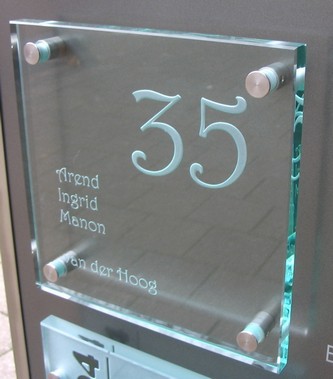 35
Arend
Ingrid
Manon
van der Hoog